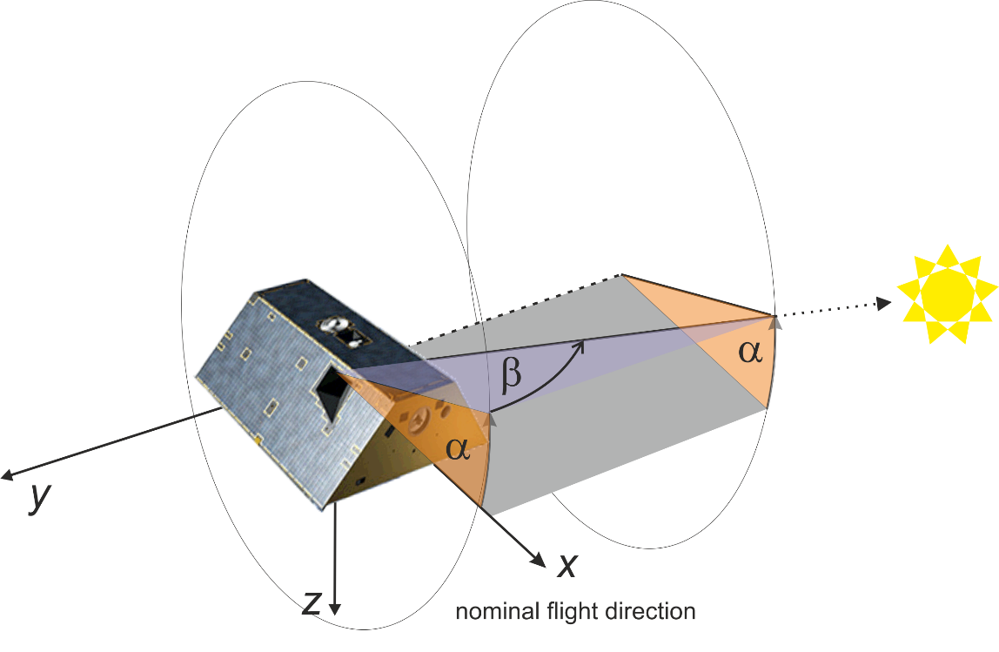 α
β
α
y
x
z
nominal flight direction